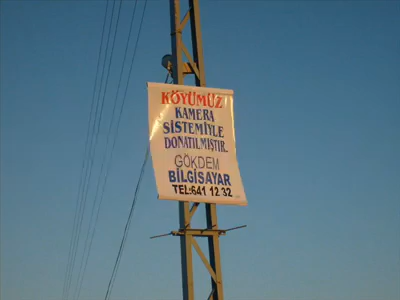 KÖYÜMÜZ
KAMERA
SİSTEMİYLE
DONATILMIŞTIR.
GÖKDEM
BİLGİSAYAR
TEL:641 12 32